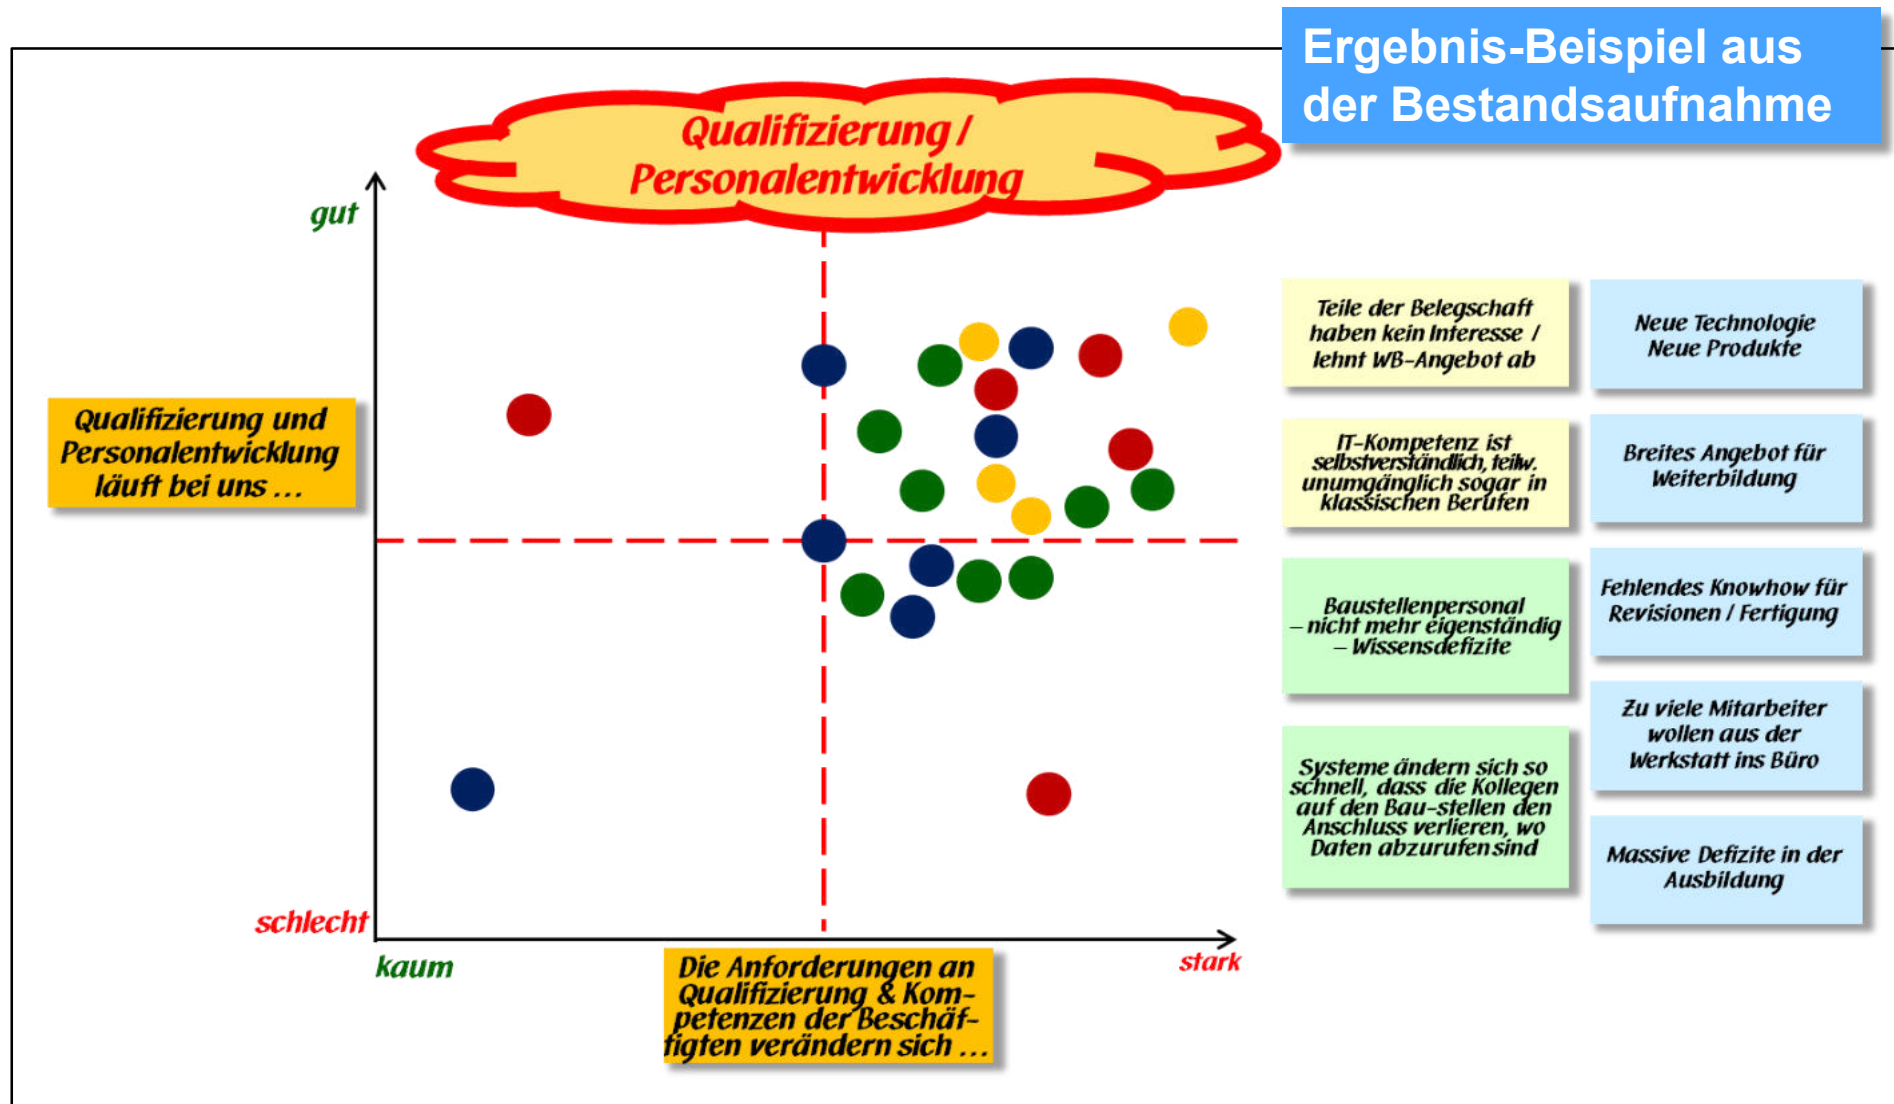 Ergebnis-Beispiel aus
der Bestandsaufnahme
Qualifizierung /
Personalentwicklung
gut
Qualifizierung und
Personalentwicklung
läuft bei uns ...
schlecht
kaum
stark
Die Anforderungen an
Qualifizierung & Kom-
petenzen der Beschäf-
tigten verändern sich ...
Teile der Belegschaft
haben kein Interesse /
lehnt WB-Angebot ab
IT-Kompetenz ist
selbstverständlich, teilw.
unumgänglich sogar in
klassischen Berufen
Baustellenpersonal
– nicht mehr eigenständig
– Wissensdefizite
Systeme ändern sich so
schnell, dass die Kollegen
auf den Bau-stellen den
Anschluss verlieren, wo
Daten abzurufen sind
Neue Technologie
Neue Produkte
Breites Angebot für
Weiterbildung
Fehlendes Knowhow für
Revisionen / Fertigung
Zu viele Mitarbeiter
wollen aus der
Werkstatt ins Büro
Massive Defizite in der
Ausbildung